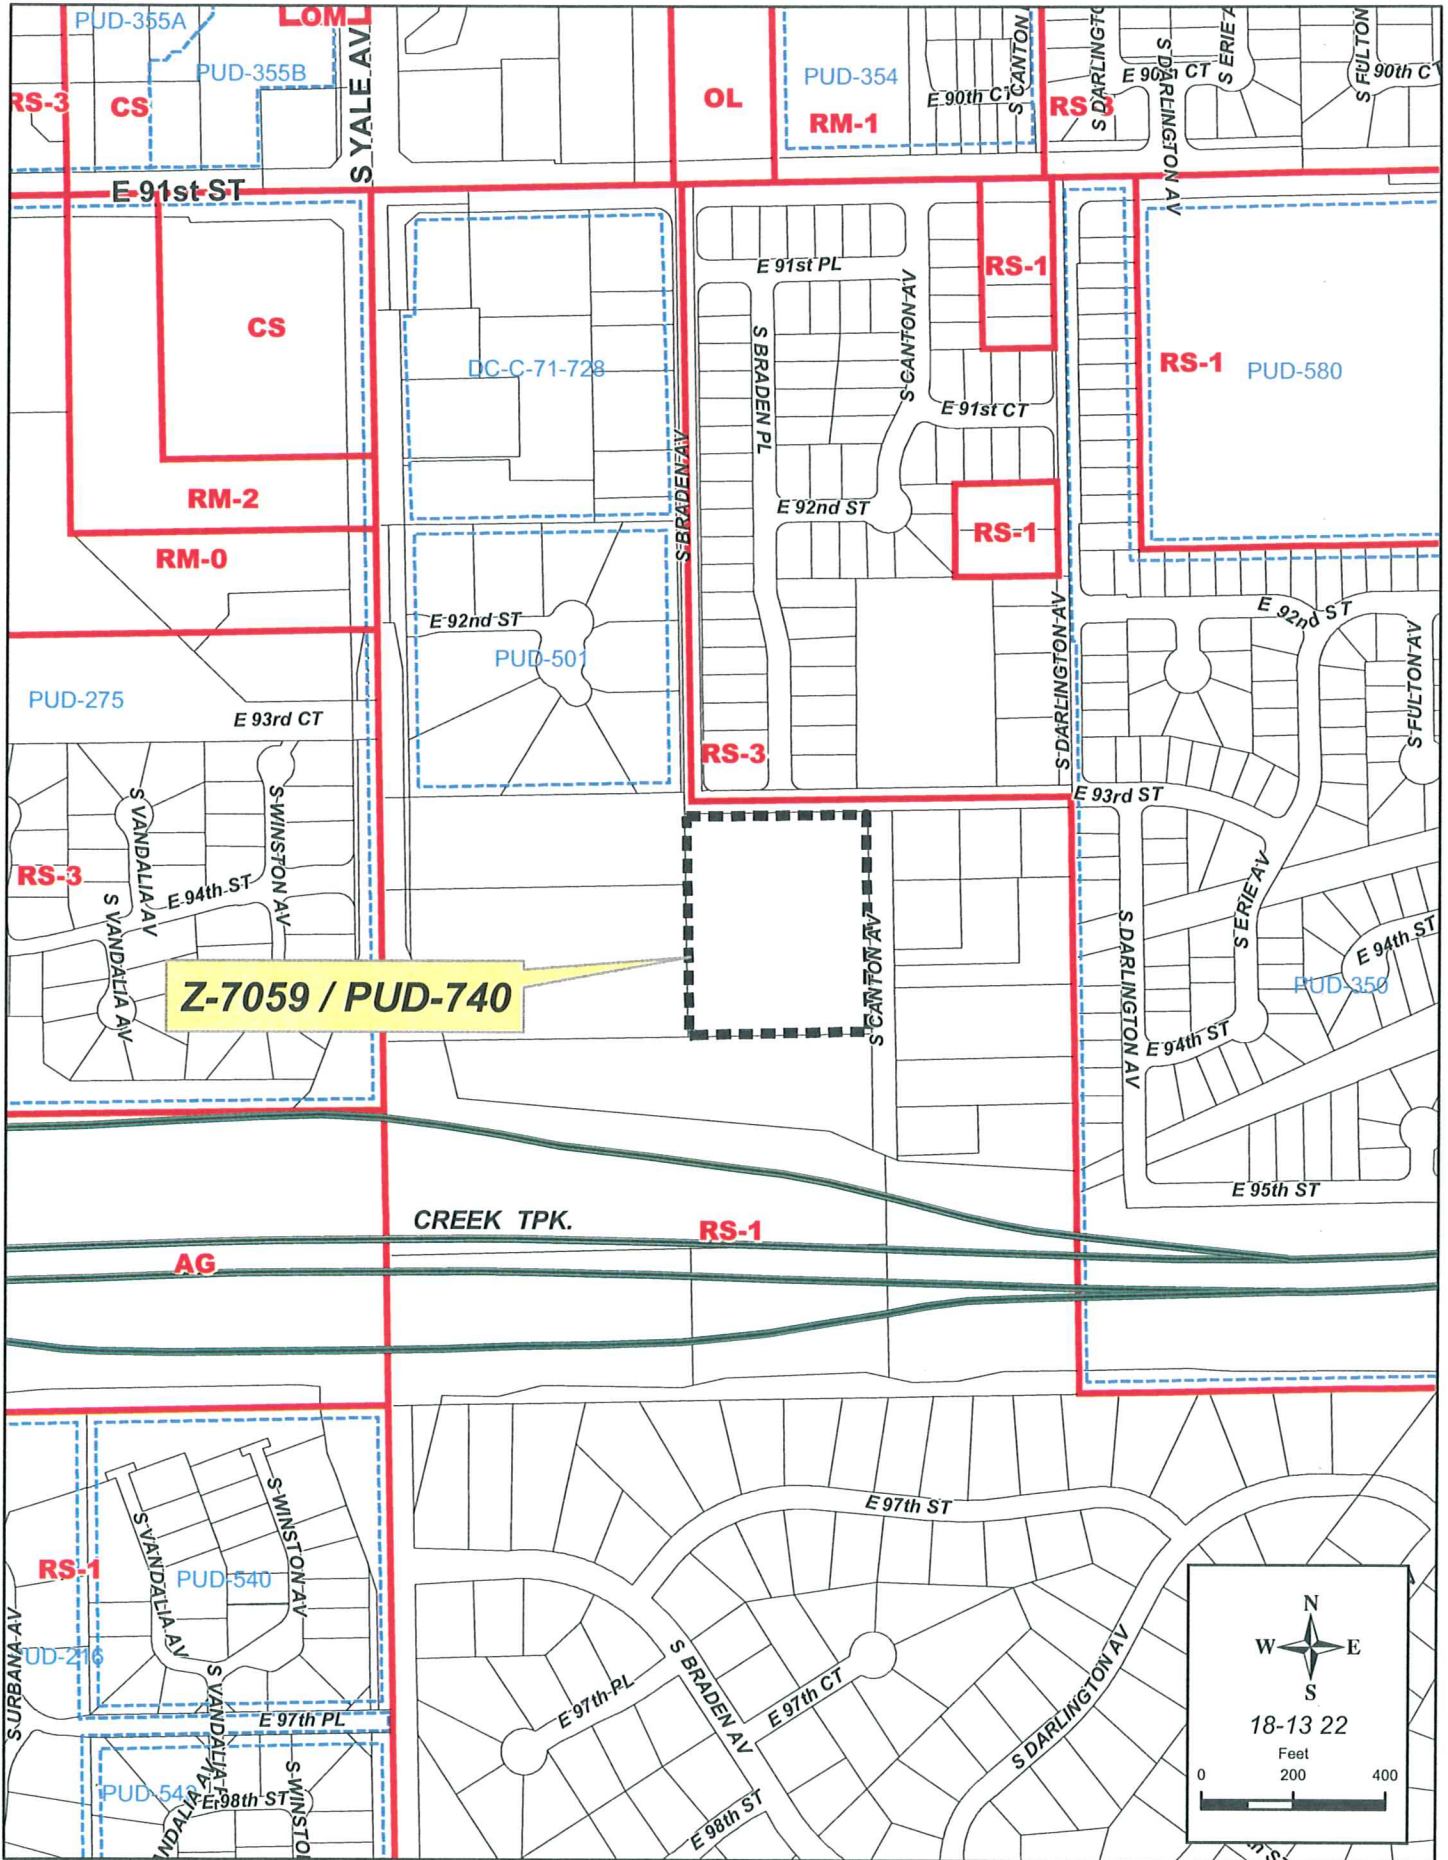 PUD-355A
OM
S YALE AV
PUD-355B
RS-3
CS
OL
PUD-354
RM-1
E 90th CT
S CANTON
RS-3
S DARLINGTO
E 90th CT
S DARLINGTON AV
S ERIE A
S FULTON
90th CT
E 91st ST
CS
DC-C-71-728
S BRADEN AV
E 91st PL
S BRADEN PL
S CANTON AV
RS-1
E 91st CT
RS-1
PUD-580
RM-2
E 92nd ST
RS-1
RM-0
E 92nd ST
PUD-501
S DARLINGTON AV
E 92nd ST
S FULTON AV
PUD-275
E 93rd CT
RS-3
E 93rd ST
S VANDALIA AV
S WINSTON AV
RS-3
E 94th ST
S VANDALIA AV
S CANTON AV
S DARLINGTON AV
S ERIE AV
E 94th ST
PUD-350
E 94th ST
Z-7059 / PUD-740
E 95th ST
CREEK TPK.
RS-1
AG
E 97th ST
S VANDALIA AV
S WINSTON AV
RS-1
PUD-540
S URBANA AV
UD-216
S VANDALIA
E 97th PL
PUD-543
E 98th ST
NDALIA AV
S WINSTO
E 97th PL
S BRADEN AV
E 97th CT
E 98th ST
S DARLINGTON AV
N
W
E
S
18-13 22
Feet
0
200
400